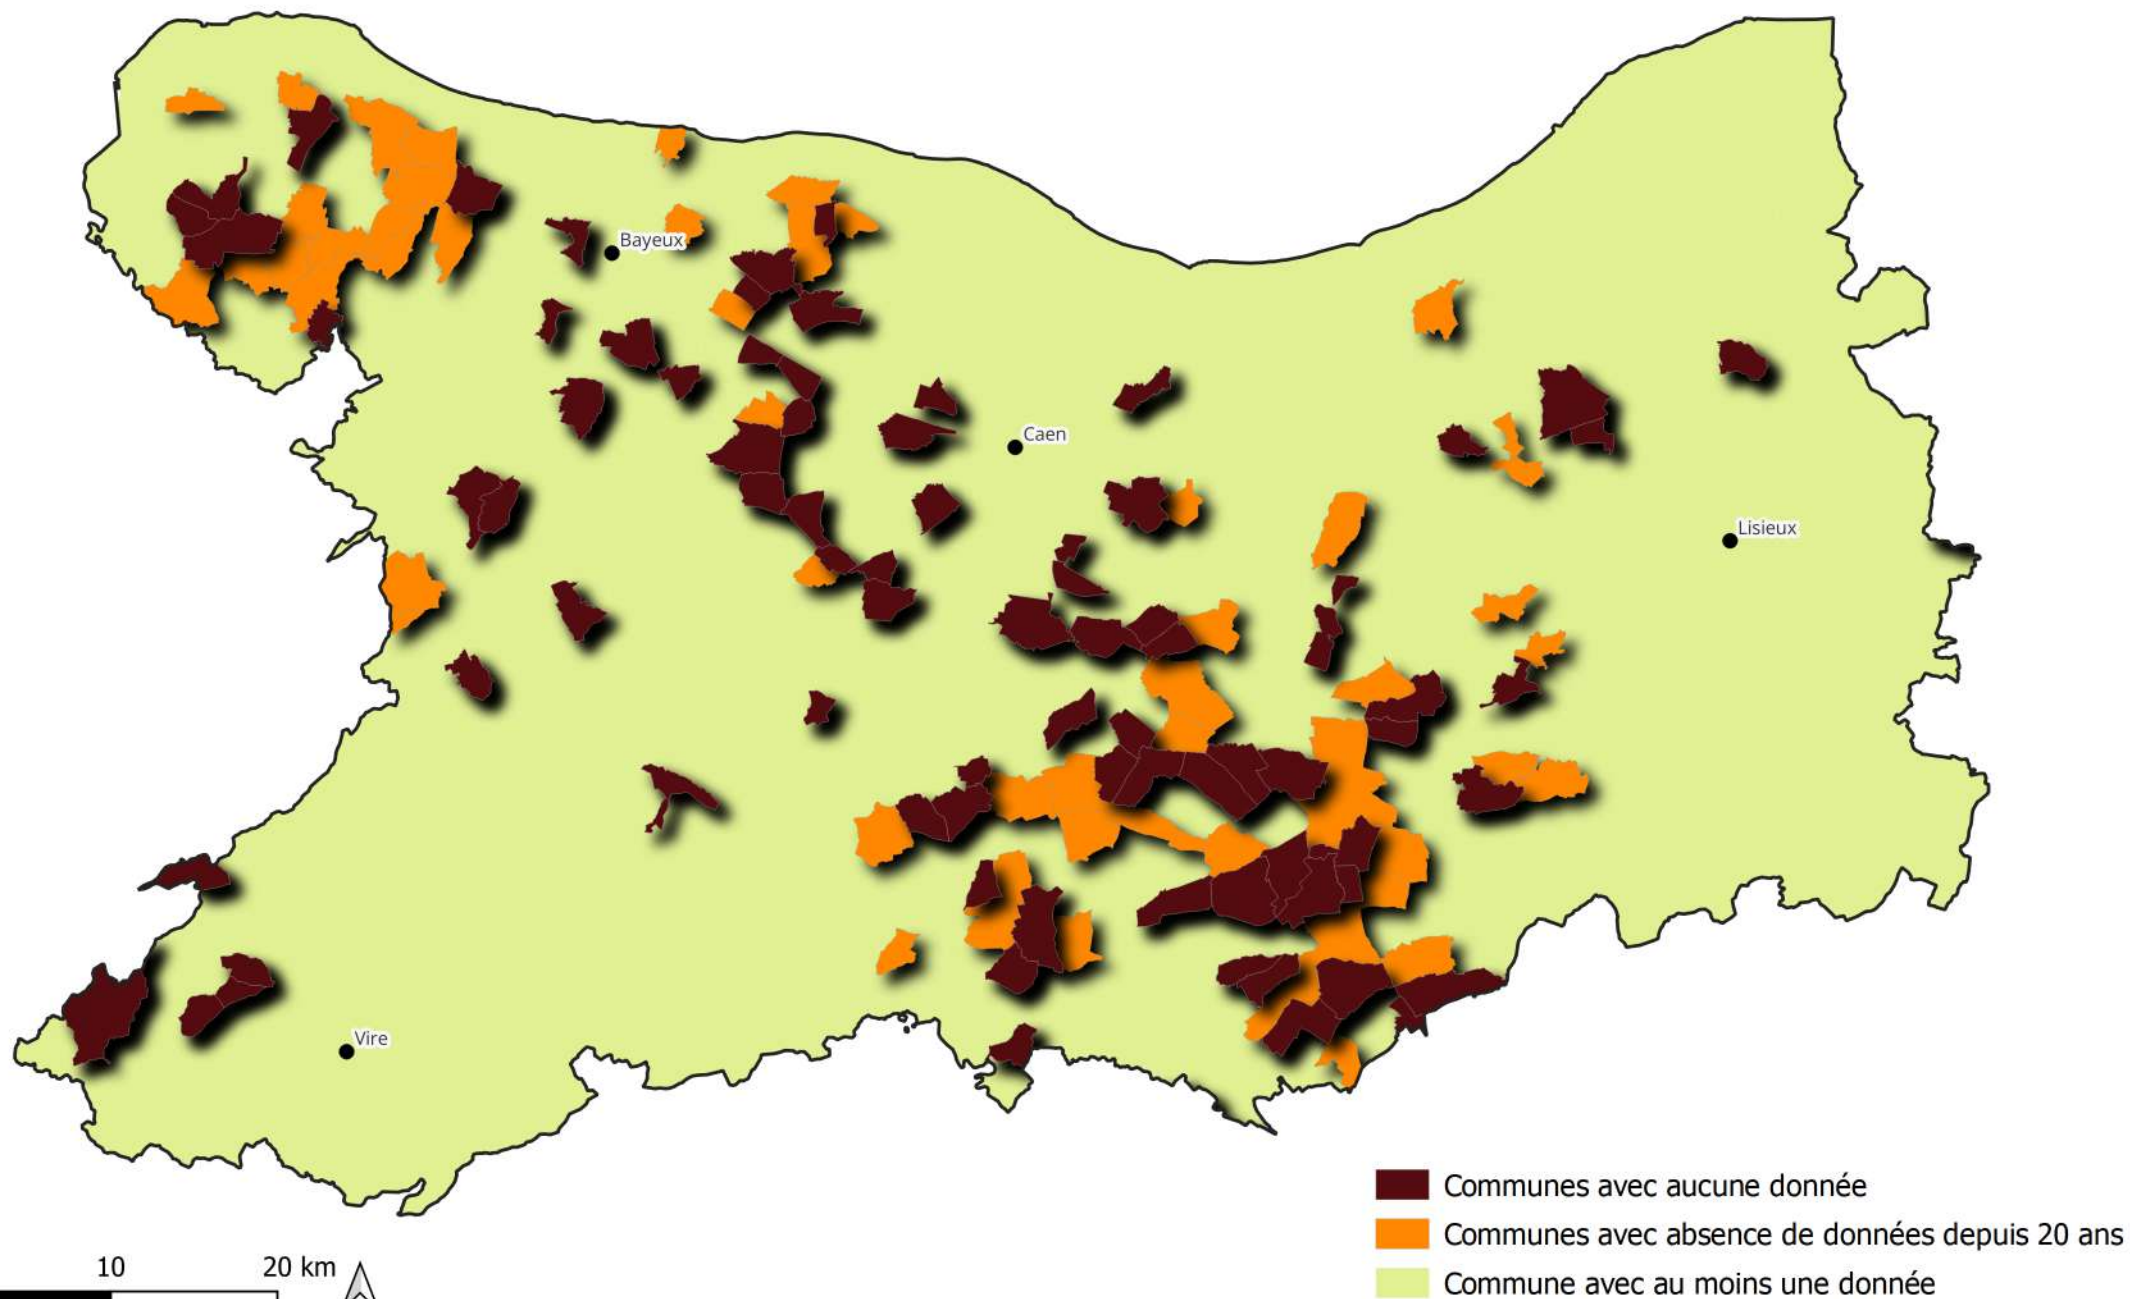 Bayeux
Caen
Lisieux
Vire
Communes avec aucune donnée
Communes avec absence de données depuis 20 ans
Commune avec au moins une donnée
10 20 km